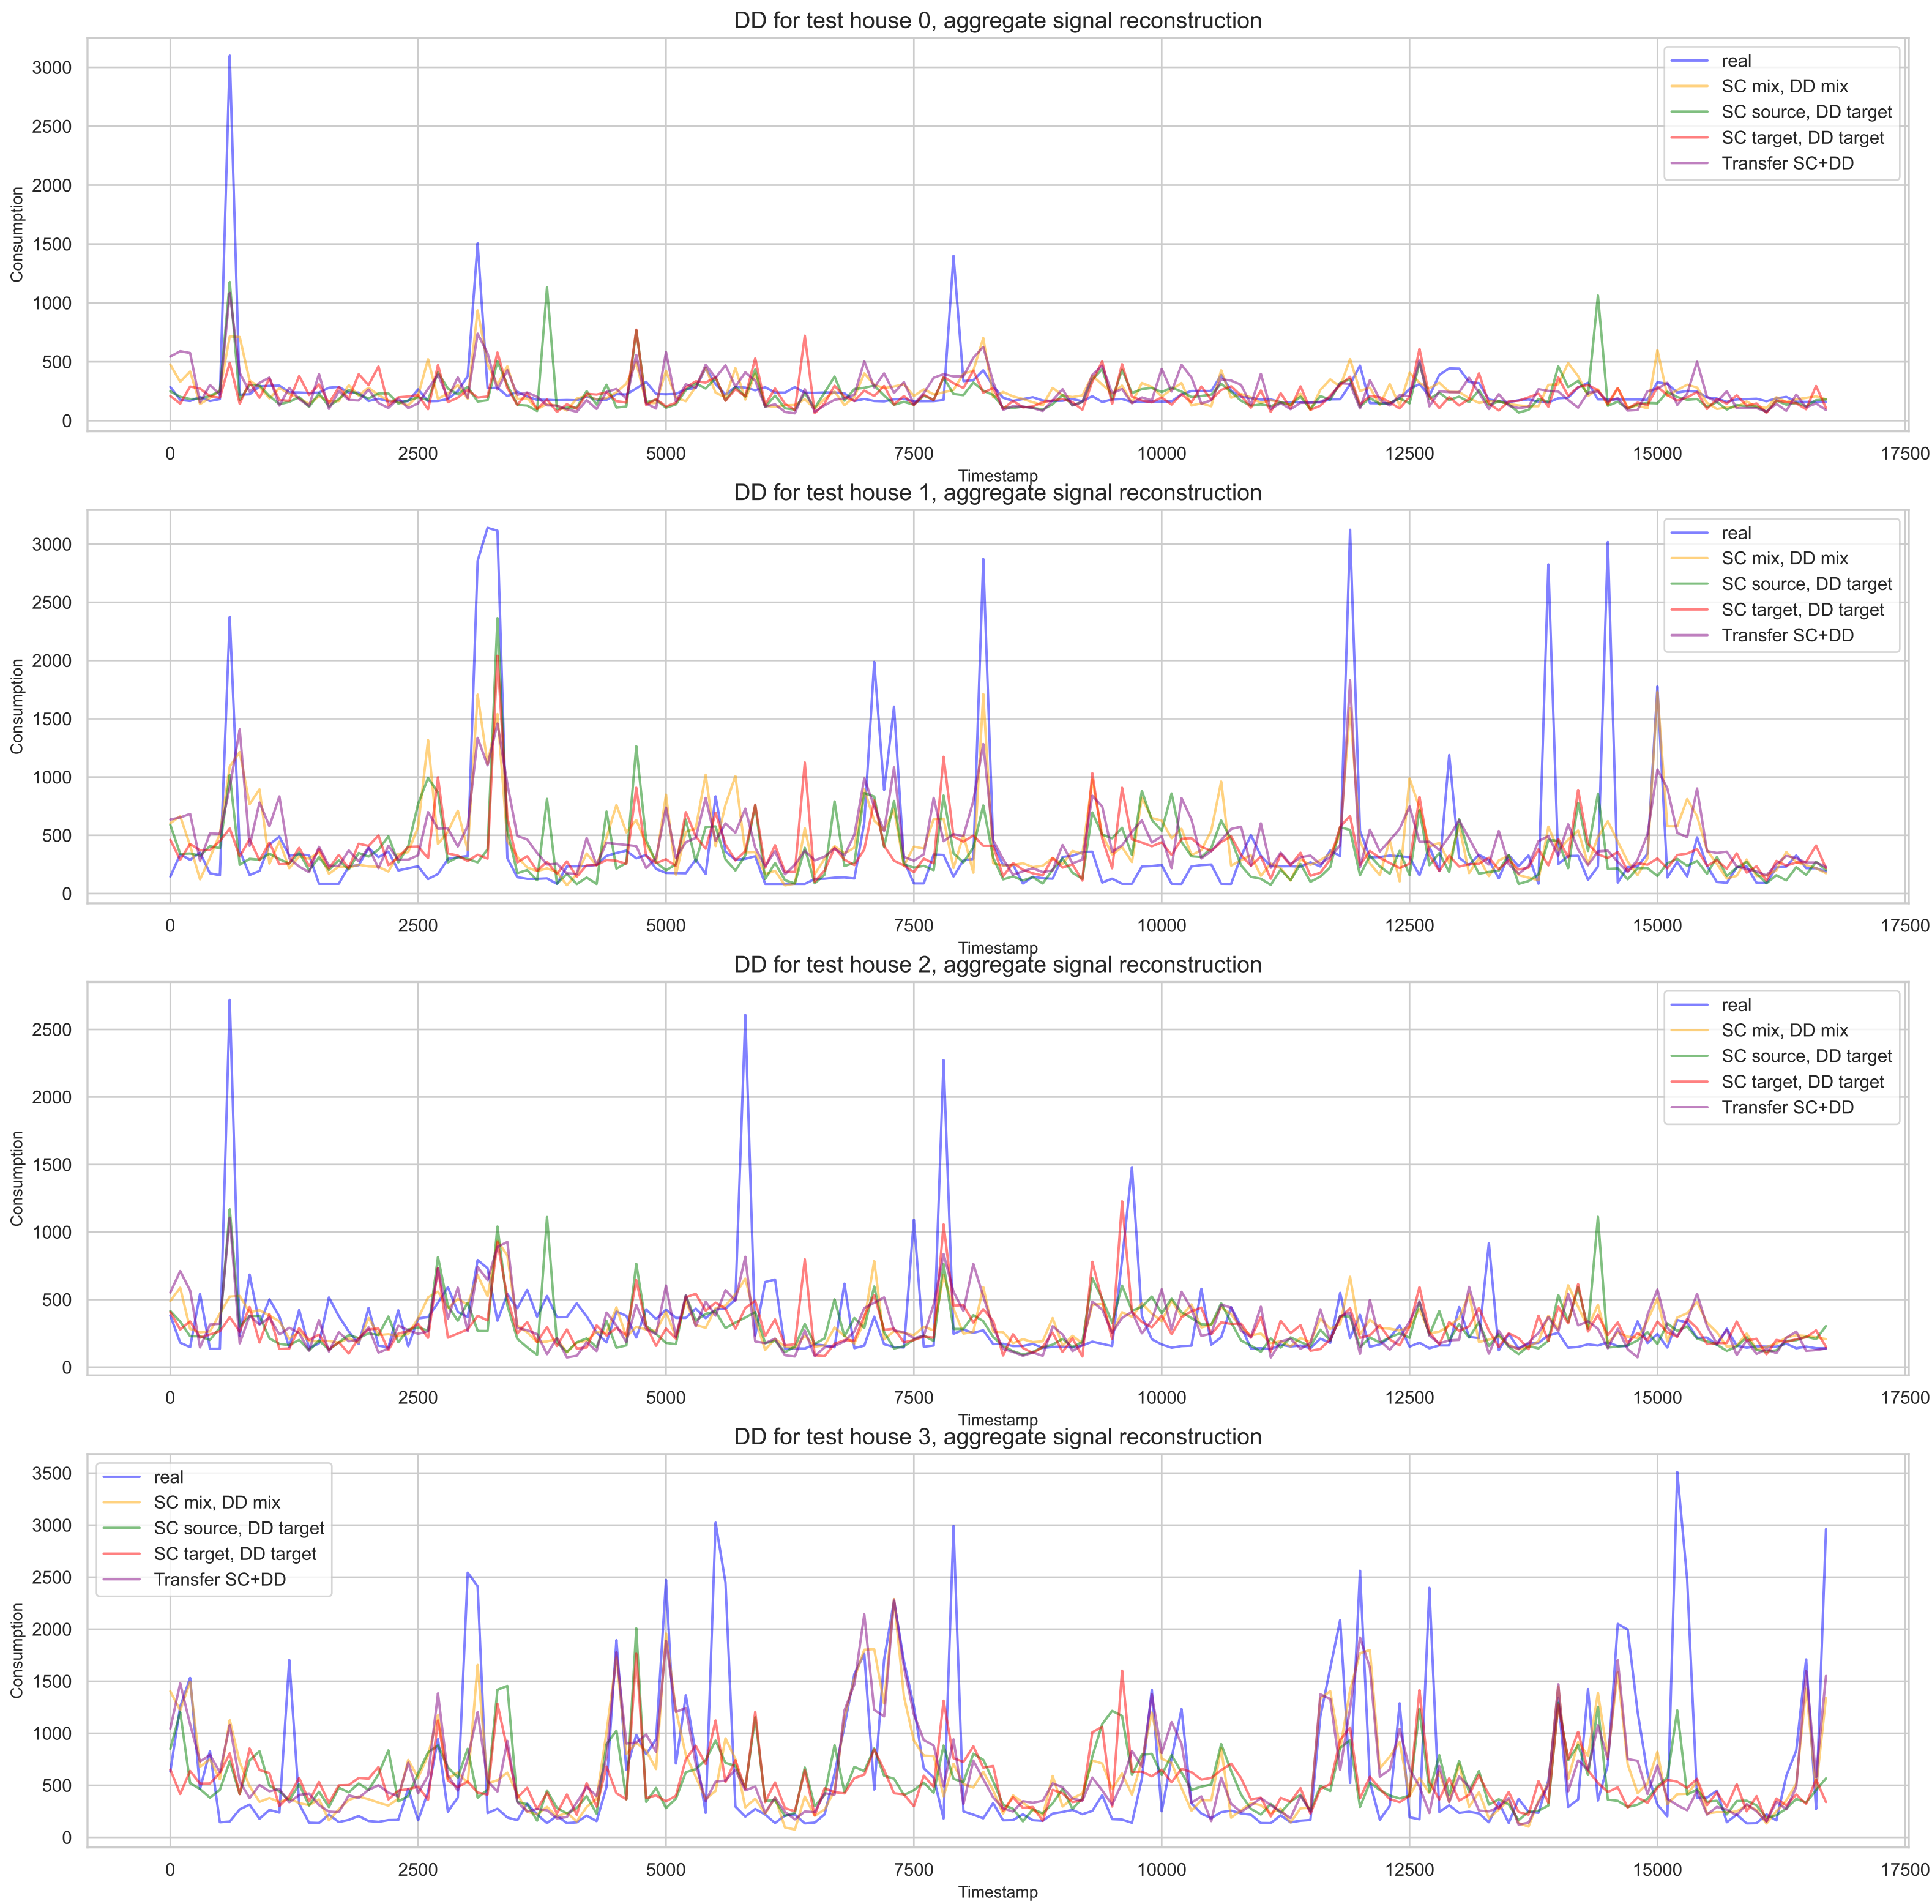 DD for test house 0, aggregate signal reconstruction
3000
2500
2000
1500
1000
500
0
Consumption
real
SC mix, DD mix
SC source, DD target
SC target, DD target
Transfer SC+DD
0 2500 5000 7500 10000 12500 15000 17500
Timestamp
DD for test house 1, aggregate signal reconstruction
3000
2500
2000
1500
1000
500
0
Consumption
real
SC mix, DD mix
SC source, DD target
SC target, DD target
Transfer SC+DD
0 2500 5000 7500 10000 12500 15000 17500
Timestamp
DD for test house 2, aggregate signal reconstruction
2500
2000
1500
1000
500
0
Consumption
real
SC mix, DD mix
SC source, DD target
SC target, DD target
Transfer SC+DD
0 2500 5000 7500 10000 12500 15000 17500
Timestamp
DD for test house 3, aggregate signal reconstruction
3500
3000
2500
2000
1500
1000
500
0
Consumption
real
SC mix, DD mix
SC source, DD target
SC target, DD target
Transfer SC+DD
0 2500 5000 7500 10000 12500 15000 17500
Timestamp